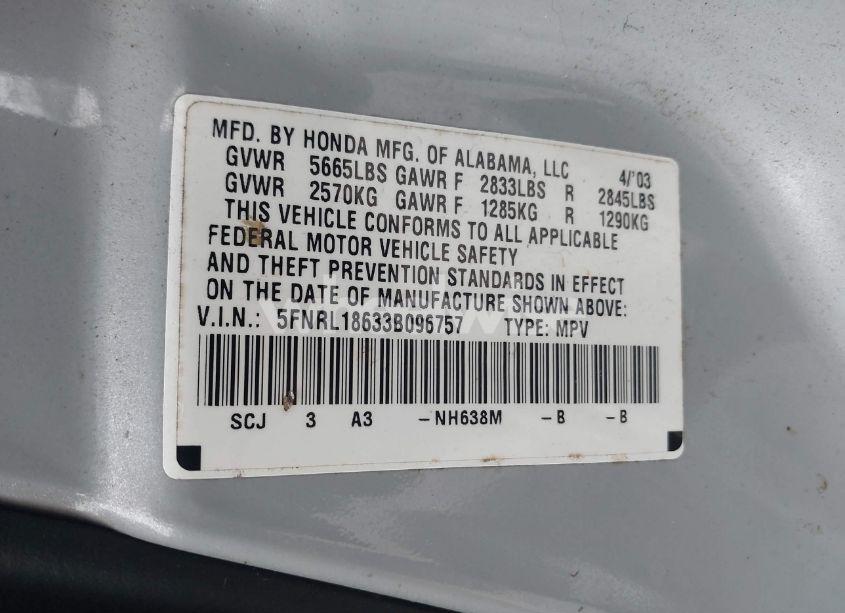 MFD. BY HONDA MFG. OF ALABAMA, LLC 4/'03
GVWR 5665LBS GAWR F 2833LBS R 2845LBS
GVWR 2570KG GAWR F 1285KG R 1290KG
THIS VEHICLE CONFORMS TO ALL APPLICABLE
FEDERAL MOTOR VEHICLE SAFETY
AND THEFT PREVENTION STANDARDS IN EFFECT
ON THE DATE OF MANUFACTURE SHOWN ABOVE:
V.I.N.: 5FNRL18633B096757 TYPE: MPV
SCJ 3 A3 -NH638M -B -B